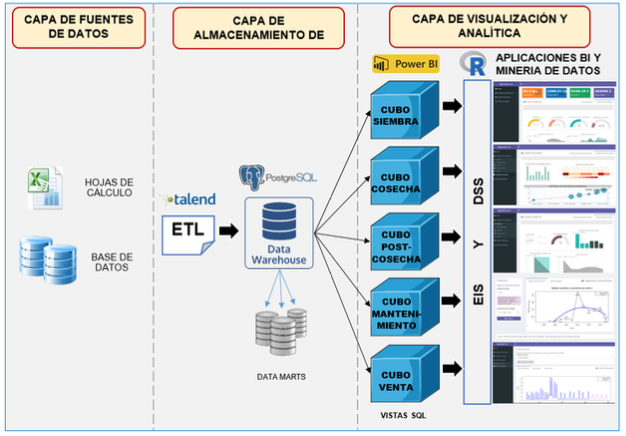 CAPA DE FUENTES
DE DATOS
CAPA DE
ALMACENAMIENTO DE
CAPA DE VISUALIZACIÓN Y
ANALÍTICA
Power BI
R
APLICACIONES BI Y
MINERIA DE DATOS
HOJAS DE
CÁLCULO
BASE DE
DATOS
talend
ETL
PostgreSQL
Data
Warehouse
DATA MARTS
CUBO
SIEMBRA
CUBO
COSECHA
CUBO
POST-
COSECHA
CUBO
MANTENI-
MIENTO
CUBO
VENTA
VISTAS SQL
EIS Y DSS